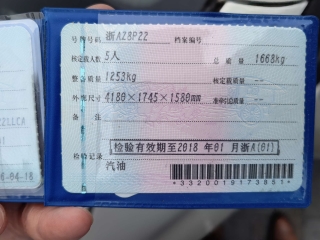 号牌号码 浙AZ8P22 档案编号
核定载人数 5人 总质量 1668kg
整备质量 1253kg 核定载质量
外廓尺寸 4180×1745×1580mm 准牵引总质量
备注
检验有效期至2018年01月浙A(01)
检验记录
汽油
*3320019173851*